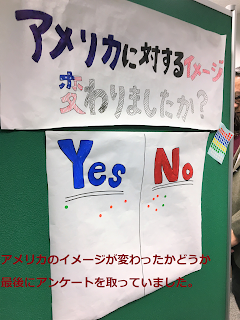 アメリカに対するイメージ
変わりましたか？
Yes No
アメリカのイメージが変わったかどうか
最後にアンケートを取っていました。